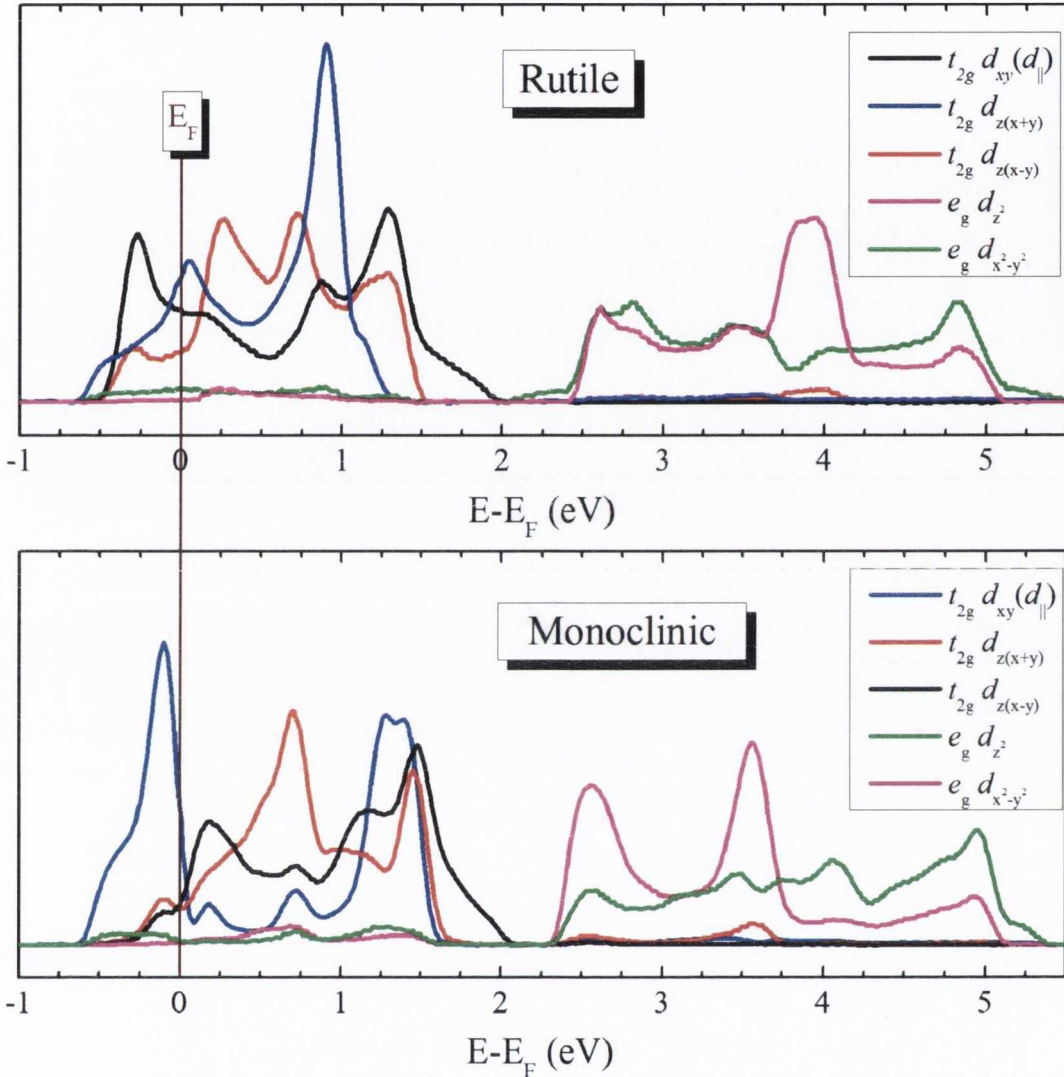 Rutile
E_F
t_2g d_xy(d_||)
t_2g d_z(x+y)
t_2g d_z(x-y)
e_g d_z²
e_g d_x²-y²
-1 0 1 2 3 4 5
E-E_F (eV)
Monoclinic
t_2g d_xy(d_||)
t_2g d_z(x+y)
t_2g d_z(x-y)
e_g d_z²
e_g d_x²-y²
-1 0 1 2 3 4 5
E-E_F (eV)